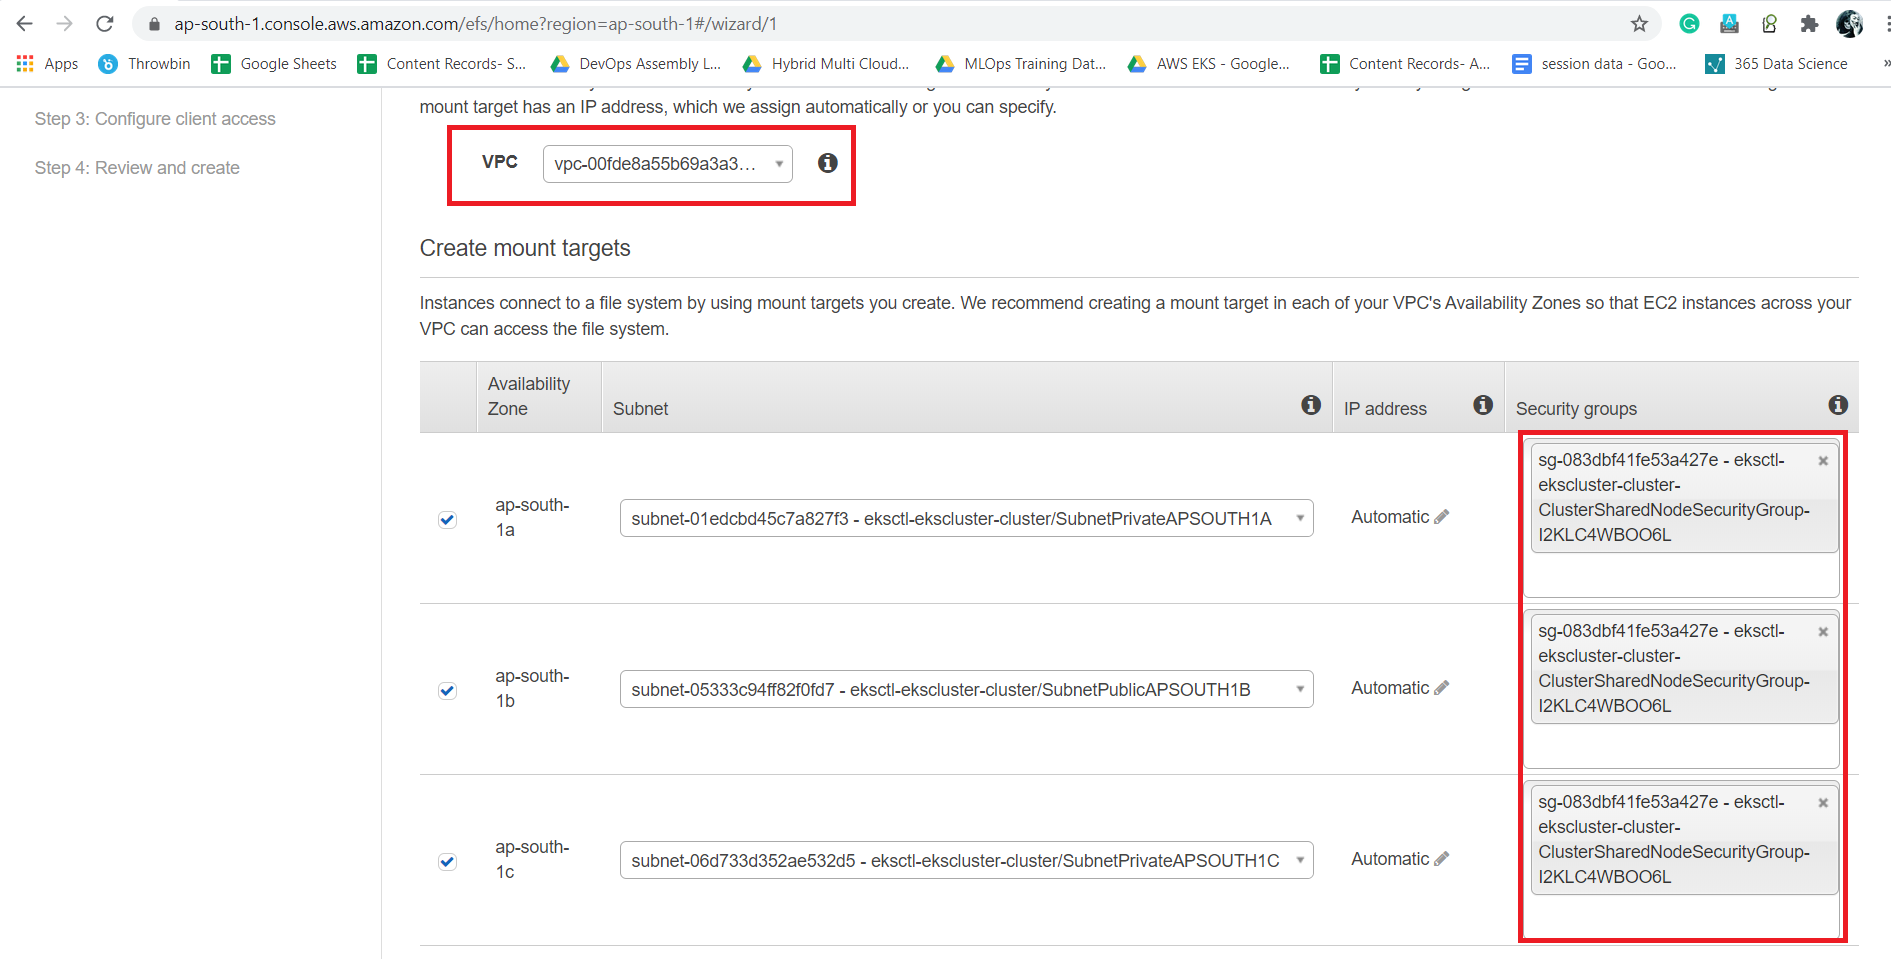 ap-south-1.console.aws.amazon.com/efs/home?region=ap-south-1#/wizard/1
Apps
Throwbin
Google Sheets
Content Records- S...
DevOps Assembly L...
Hybrid Multi Cloud...
MLOps Training Dat...
AWS EKS - Google...
Content Records- A...
session data - Goo...
365 Data Science
»
Step 3: Configure client access
Step 4: Review and create
mount target has an IP address, which we assign automatically or you can specify.
VPC
vpc-00fde8a55b69a3a3...
Create mount targets
Instances connect to a file system by using mount targets you create. We recommend creating a mount target in each of your VPC's Availability Zones so that EC2 instances across your
VPC can access the file system.
Availability
Zone
Subnet
IP address
Security groups
ap-south-
1a
subnet-01edcbd45c7a827f3 - eksctl-ekscluster-cluster/SubnetPrivateAPSOUTH1A
Automatic
sg-083dbf41fe53a427e - eksctl-
ekscluster-cluster-
ClusterSharedNodeSecurityGroup-
I2KLC4WBOO6L
ap-south-
1b
subnet-05333c94ff82f0fd7 - eksctl-ekscluster-cluster/SubnetPublicAPSOUTH1B
Automatic
sg-083dbf41fe53a427e - eksctl-
ekscluster-cluster-
ClusterSharedNodeSecurityGroup-
I2KLC4WBOO6L
ap-south-
1c
subnet-06d733d352ae532d5 - eksctl-ekscluster-cluster/SubnetPrivateAPSOUTH1C
Automatic
sg-083dbf41fe53a427e - eksctl-
ekscluster-cluster-
ClusterSharedNodeSecurityGroup-
I2KLC4WBOO6L